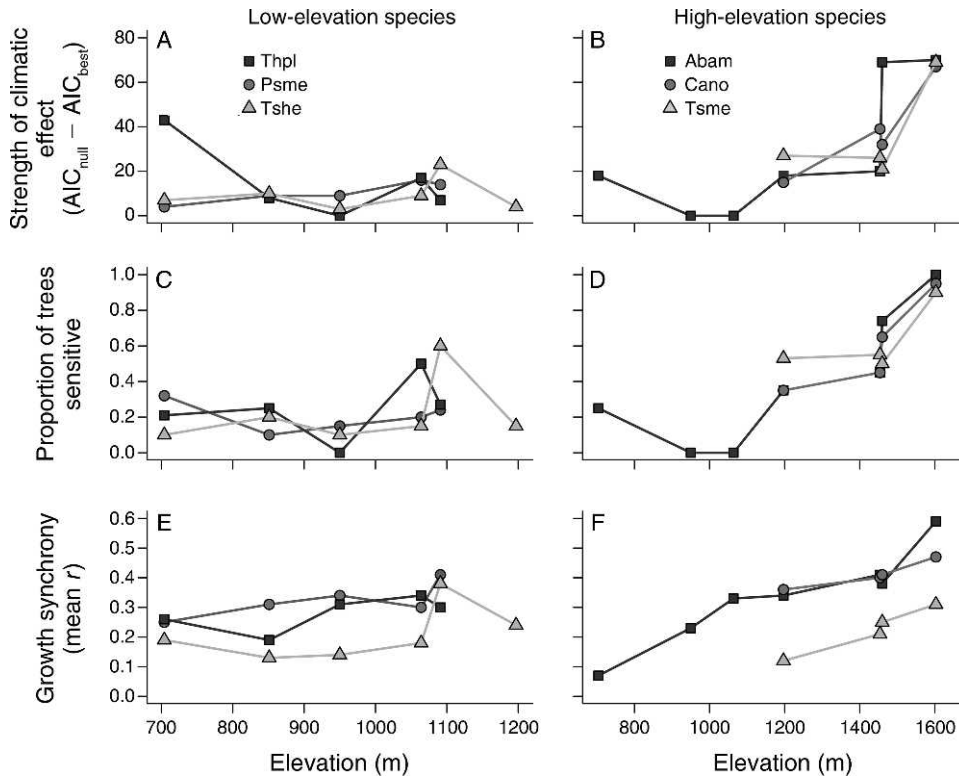 Low-elevation species
High-elevation species
Strength of climatic
effect
(AICnull − AICbest)
80
60
40
20
0
A
Thpl
Psme
Tshe
B
Abam
Cano
Tsme
Proportion of trees
sensitive
1.0
0.8
0.6
0.4
0.2
0.0
C
D
Growth synchrony
(mean r)
0.6
0.5
0.4
0.3
0.2
0.1
0.0
E
F
700 800 900 1000 1100 1200
800 1000 1200 1400 1600
Elevation (m)
Elevation (m)